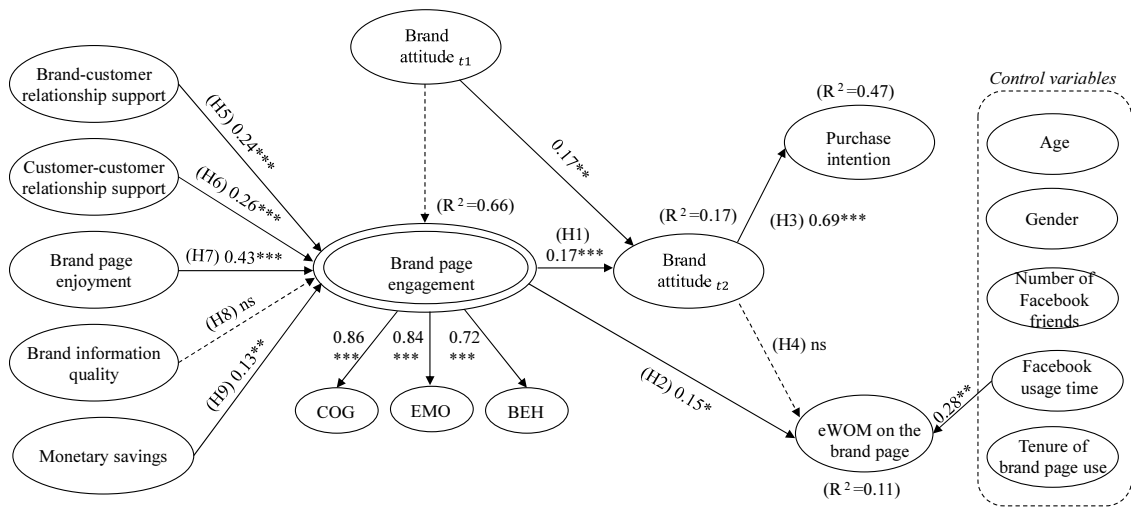 Brand-customer
relationship support
Customer-customer
relationship support
Brand page
enjoyment
Brand information
quality
Monetary savings
(H5) 0.24***
(H6) 0.26***
(H7) 0.43***
(H8) ns
(H9) 0.13**
Brand
attitude t1
(R²=0.66)
Brand page
engagement
0.86
***
0.84
***
0.72
***
COG
EMO
BEH
0.17**
(H1)
0.17***
(R²=0.17)
Brand
attitude t2
(H2) 0.15*
(H3) 0.69***
(H4) ns
(R²=0.47)
Purchase
intention
eWOM on the
brand page
(R²=0.11)
0.28**
Control variables
Age
Gender
Number of
Facebook
friends
Facebook
usage time
Tenure of
brand page use